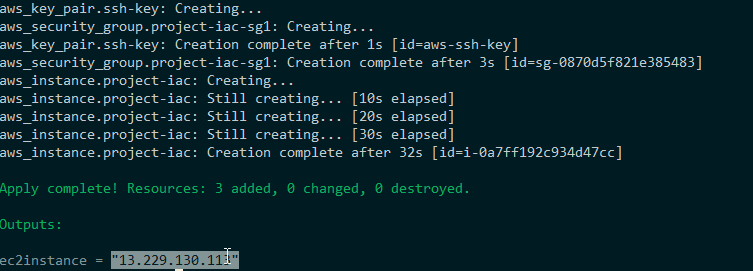 aws_key_pair.ssh-key: Creating...
aws_security_group.project-iac-sg1: Creating...
aws_key_pair.ssh-key: Creation complete after 1s [id=aws-ssh-key]
aws_security_group.project-iac-sg1: Creation complete after 3s [id=sg-0870d5f821e385483]
aws_instance.project-iac: Creating...
aws_instance.project-iac: Still creating... [10s elapsed]
aws_instance.project-iac: Still creating... [20s elapsed]
aws_instance.project-iac: Still creating... [30s elapsed]
aws_instance.project-iac: Creation complete after 32s [id=i-0a7ff192c934d47cc]
Apply complete! Resources: 3 added, 0 changed, 0 destroyed.
Outputs:
ec2instance =